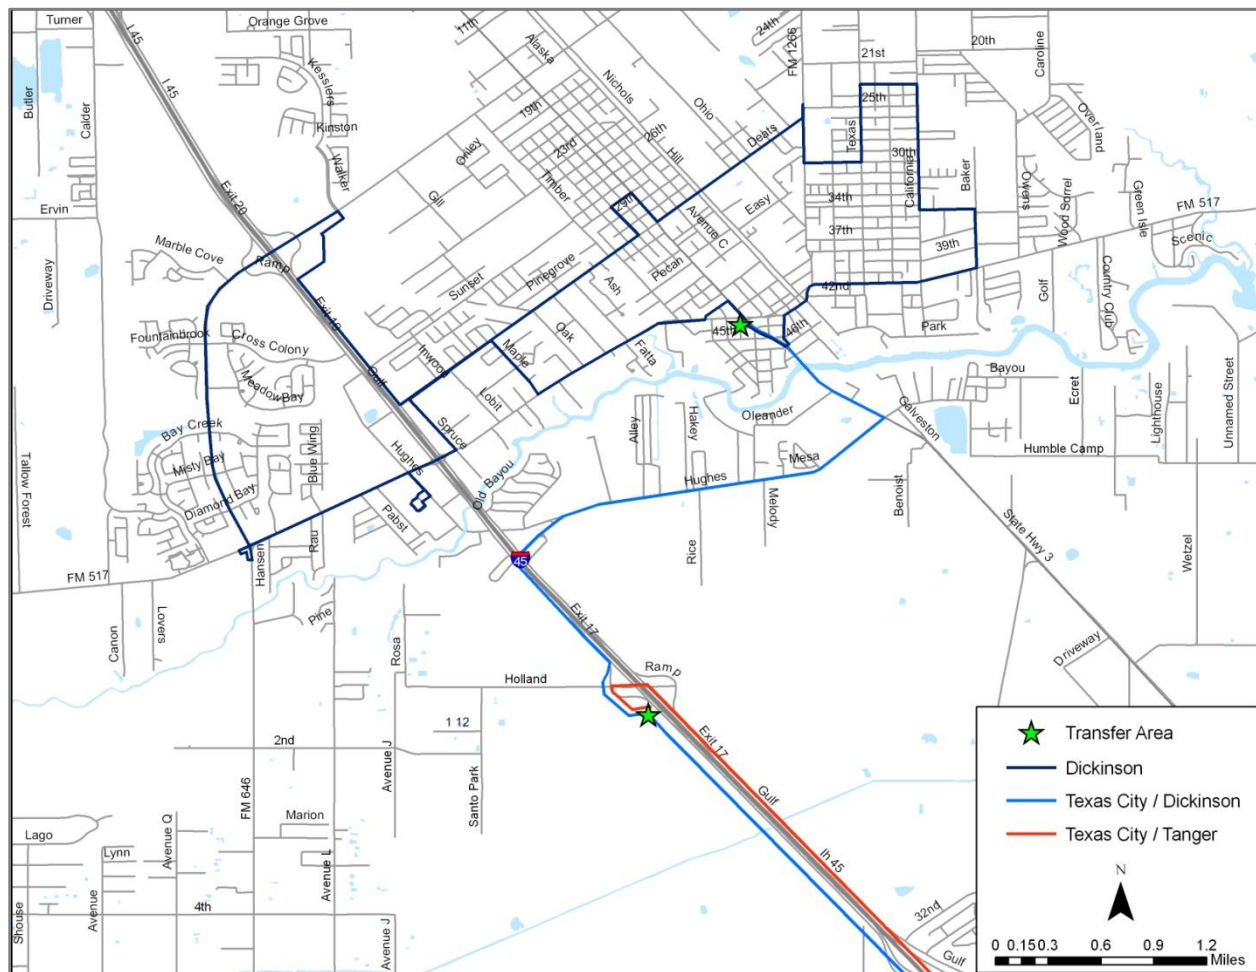 Turner
I 45
Orange Grove
11th
24th
FM 1266
20th
Caroline
Alaska
21st
I 45
Kesslers
Nichols
Ohio
Butler
Calder
25th
Overland
19th
Kinston
26th
Debts
Texas
Onley
23rd
Hill
30th
Walker
California
Baker
Exit 20
Timber
Owens
Wood Sorrel
Green Isle
Gill
29th
Easy
34th
FM 517
Ervin
Avenue C
37th
Marble Cove
39th
Scenic
Ramp
Pecan
Driveway
Sunset
Pinegrove
Ash
42nd
Golf
Country Club
Exit 19
Fountainbrook
Cross Colony
Oak
45th
46th
Park
Inwood
Maple
Fatta
Gulf
Bayou
Meadow Bay
Lobit
Ecret
Lighthouse
Unnamed Street
Oleander
Galveston
Bay Creek
Spruce
Alley
Hakey
Blue Wing
Hughes
Humble Camp
Misty Bay
Mesa
Tallow Forest
Old Bayou
Hughes
Diamond Bay
Melody
Benoist
Pabst
State Hwy 3
Rau
Rice
Wetzel
45
FM 517
Hansen
Exit 17
Lovers
Pine
Canon
Rosa
Driveway
Ramp
Holland
1 12
Exit 17
2nd
Avenue J
Santo Park
FM 646
Gulf
Marion
Lago
Avenue Q
Lynn
Ih 45
Avenue L
Avenue
4th
Shouse
Avenue J
32nd
Gulf
Transfer Area
Dickinson
Texas City / Dickinson
Texas City / Tanger
N
0 0.15 0.3 0.6 0.9 1.2
Miles